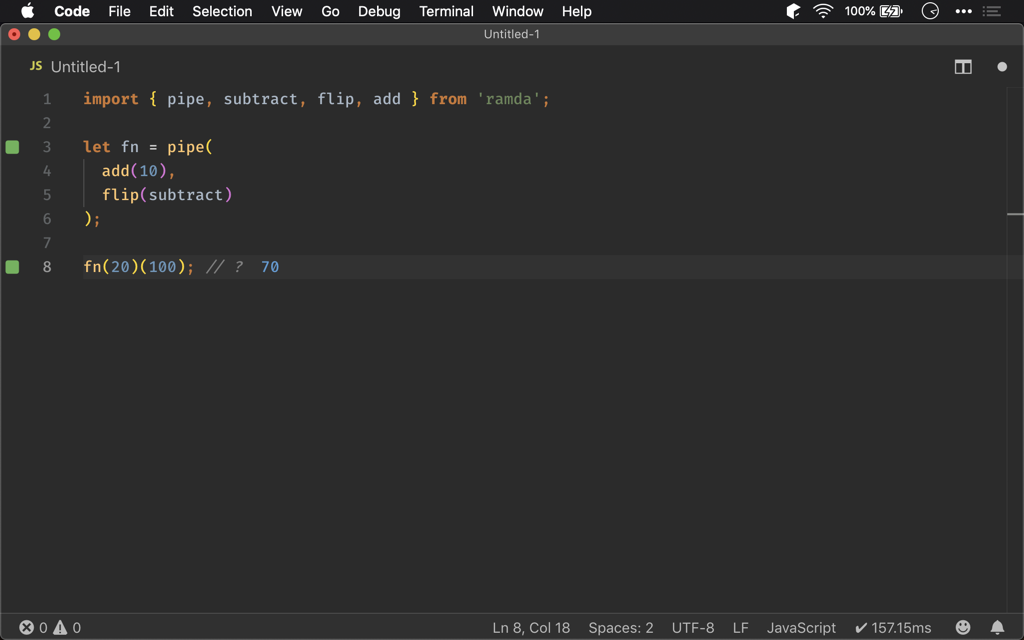 Code File Edit Selection View Go Debug Terminal Window Help 100%
Untitled-1
JS Untitled-1
1 import { pipe, subtract, flip, add } from 'ramda';
2
3 let fn = pipe(
4 add(10),
5 flip(subtract)
6 );
7
8 fn(20)(100); // ? 70
0 0 Ln 8, Col 18 Spaces: 2 UTF-8 LF JavaScript ✔ 157.15ms